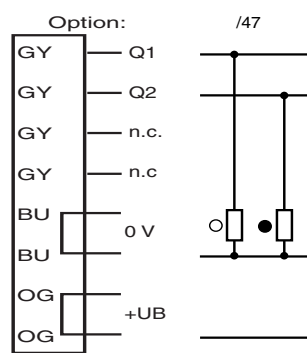 Option: /47
GY Q1
GY Q2
GY n.c.
GY n.c
BU
0 V
BU
OG
+UB
OG